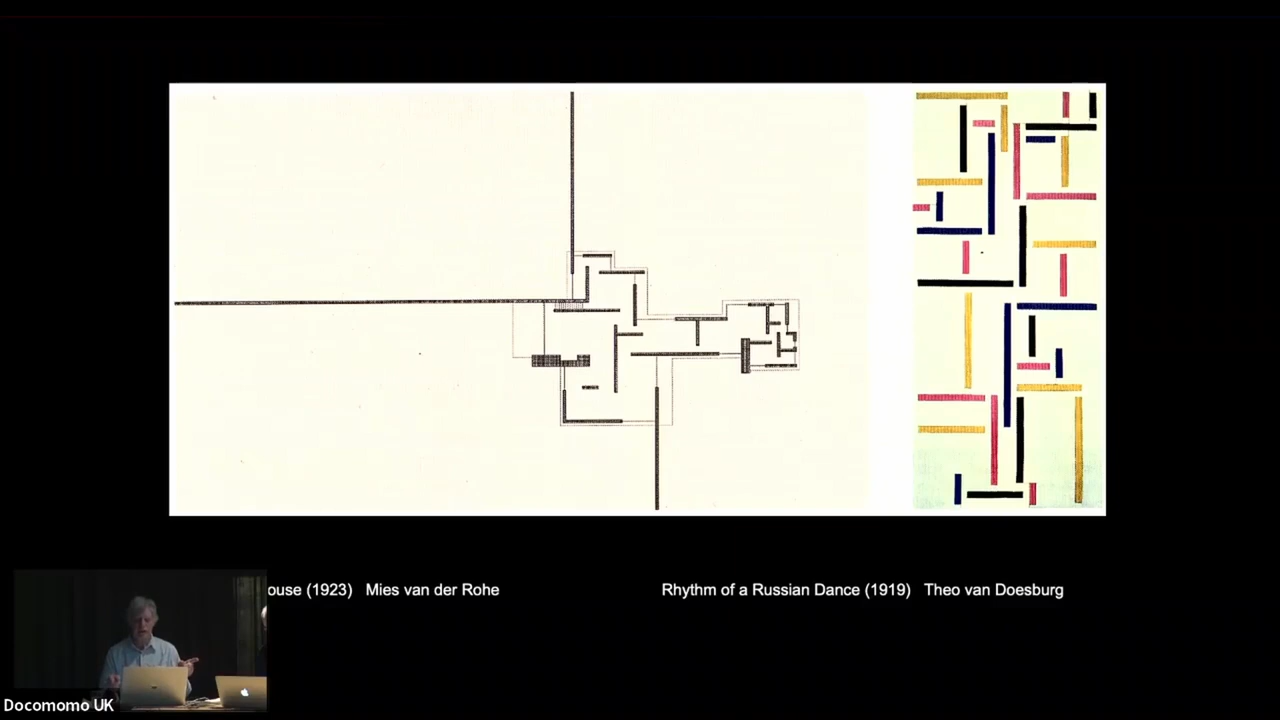 ouse (1923) Mies van der Rohe
Rhythm of a Russian Dance (1919) Theo van Doesburg
Docomomo UK